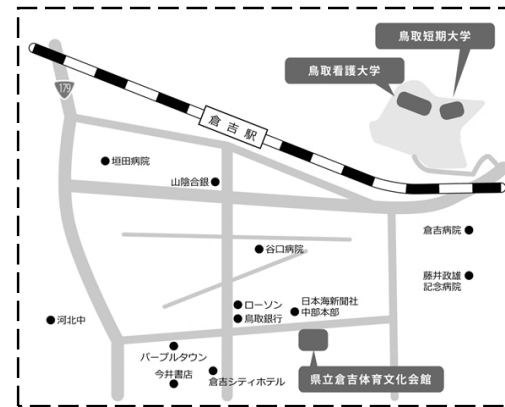 鳥取短期大学
鳥取看護大学
179
倉吉駅
垣田病院
山陰合銀
倉吉病院
谷口病院
藤井政雄
記念病院
ローソン
日本海新聞社
中部本部
鳥取銀行
河北中
パープルタウン
今井書店
倉吉シティホテル
県立倉吉体育文化会館